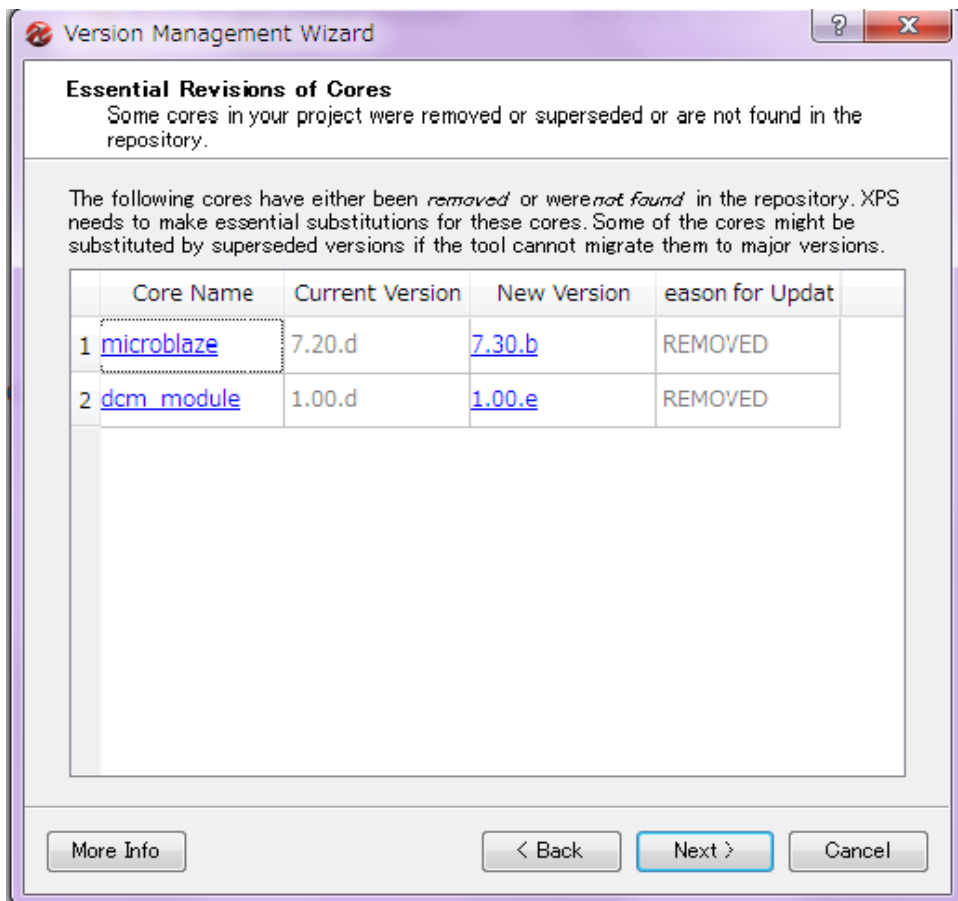 Version Management Wizard
Essential Revisions of Cores
Some cores in your project were removed or superseded or are not found in the
repository.
The following cores have either been removed or were not found in the repository. XPS
needs to make essential substitutions for these cores. Some of the cores might be
substituted by superseded versions if the tool cannot migrate them to major versions.
Core Name Current Version New Version eason for Updat
1 microblaze 7.20.d 7.30.b REMOVED
2 dcm_module 1.00.d 1.00.e REMOVED
More Info < Back Next > Cancel